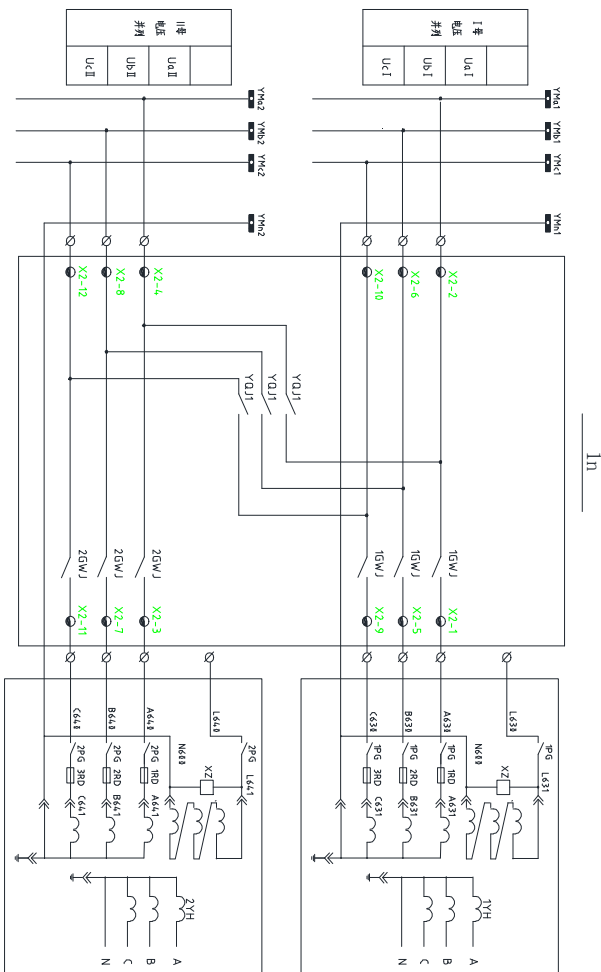 1n
YMa1
YMb1
YMc1
YMn1
Ⅰ母
电压
并列
UaⅠ
UbⅠ
UcⅠ
X2-2
X2-6
X2-10
1GWJ
1GWJ
1GWJ
X2-1
X2-5
X2-9
L630
1PG
L631
XZ
N600
A630
1PG
1RD
A631
B630
1PG
2RD
B631
C630
1PG
3RD
C631
1YH
A
B
C
N
YQJ1
YQJ1
YQJ1
YMa2
YMb2
YMc2
YMn2
Ⅱ母
电压
并列
UaⅡ
UbⅡ
UcⅡ
X2-4
X2-8
X2-12
2GWJ
2GWJ
2GWJ
X2-3
X2-7
X2-11
L640
2PG
L641
XZ
N600
A640
2PG
1RD
A641
B640
2PG
2RD
B641
C640
2PG
3RD
C641
2YH
A
B
C
N